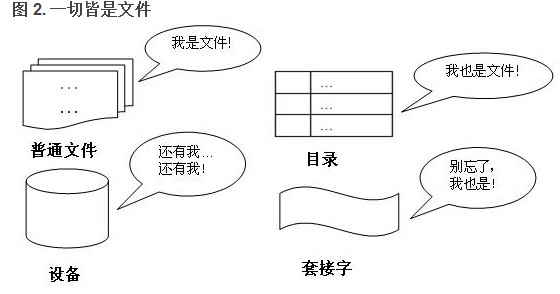 图 2. 一切皆是文件
我是文件!
...
...
普通文件
我也是文件!
...
...
...
目录
还有我...
还有我!
设备
别忘了，
我也是!
套接字